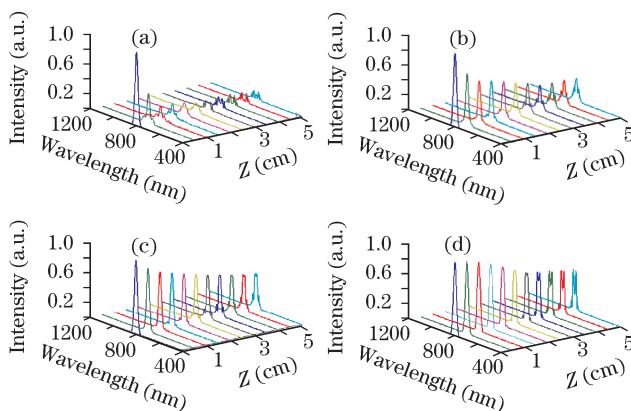 (a)
Intensity (a.u.)
1.0
0.6
0.2
1200
800
400
Wavelength (nm)
1
3
5
Z (cm)
(b)
Intensity (a.u.)
1.0
0.6
0.2
1200
800
400
Wavelength (nm)
1
3
5
Z (cm)
(c)
Intensity (a.u.)
1.0
0.6
0.2
1200
800
400
Wavelength (nm)
1
3
5
Z (cm)
(d)
Intensity (a.u.)
1.0
0.6
0.2
1200
800
400
Wavelength (nm)
1
3
5
Z (cm)